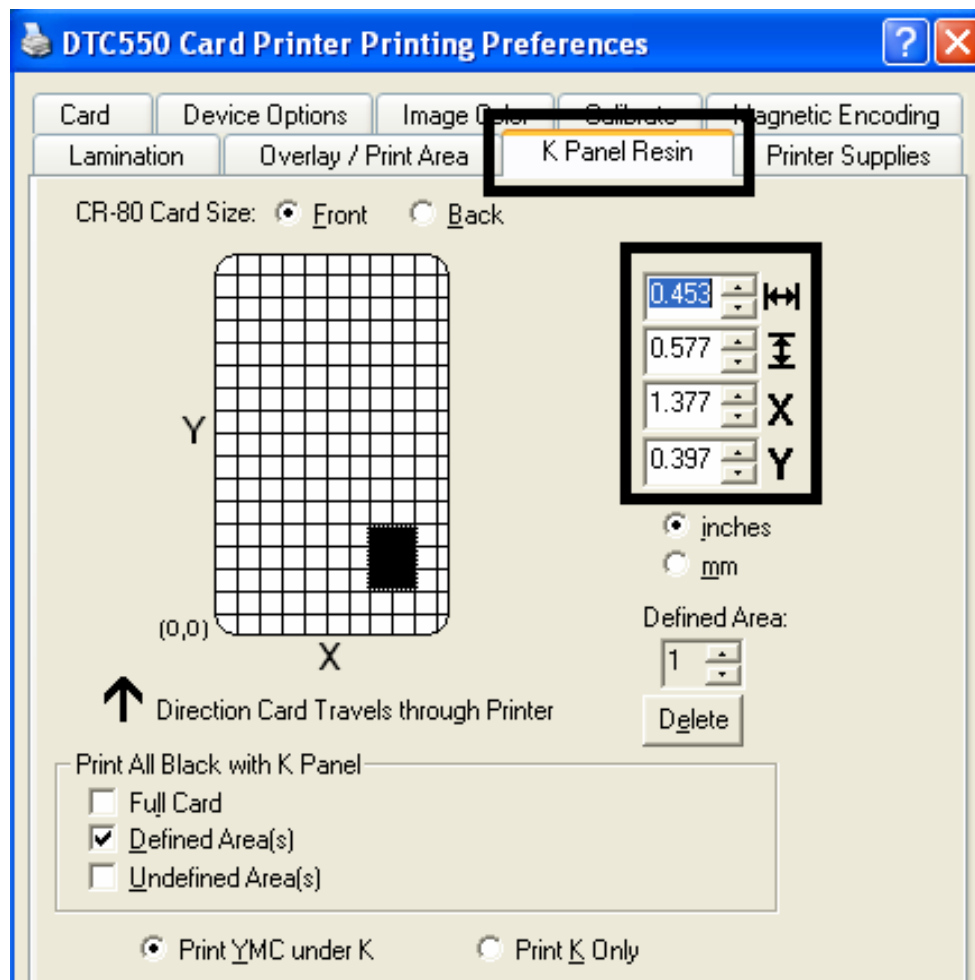 DTC550 Card Printer Printing Preferences
Card Device Options Image Color Calibrate Magnetic Encoding
Lamination Overlay / Print Area K Panel Resin Printer Supplies
CR-80 Card Size: Front Back
0.453
0.577
1.377 X
0.397 Y
Y
inches
mm
(0,0)
X
Defined Area:
1
Direction Card Travels through Printer
Delete
Print All Black with K Panel
Full Card
Defined Area(s)
Undefined Area(s)
Print YMC under K Print K Only